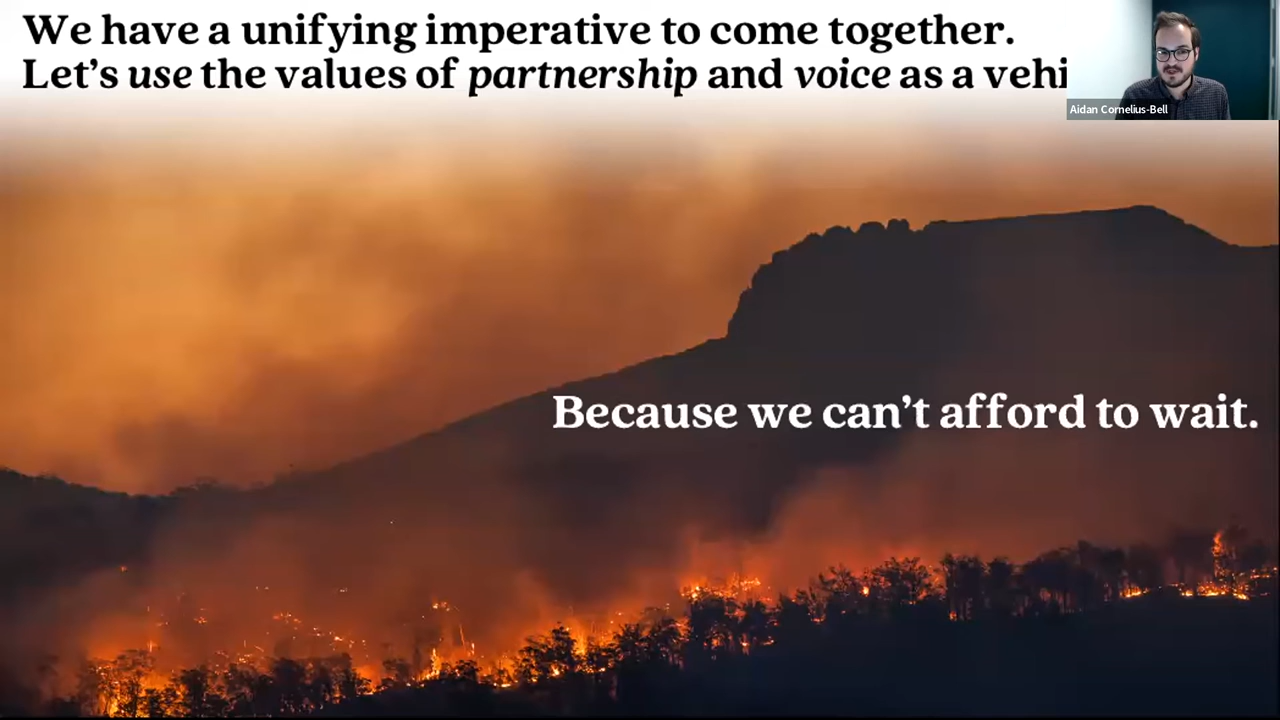 We have a unifying imperative to come together.
Let's use the values of partnership and voice as a vehi
Aidan Cornelius-Bell
Because we can't afford to wait.